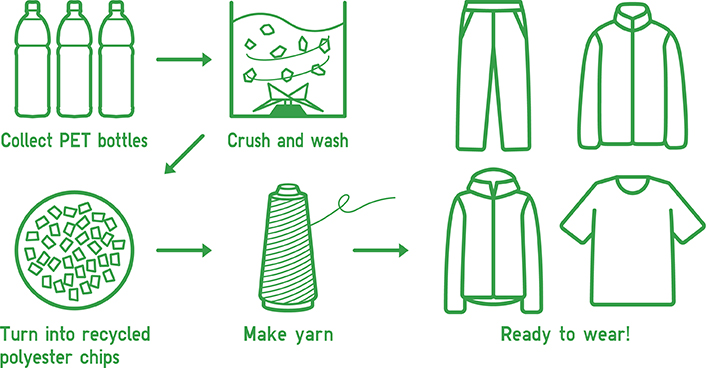 Collect PET bottles
Crush and wash
Turn into recycled
polyester chips
Make yarn
Ready to wear!